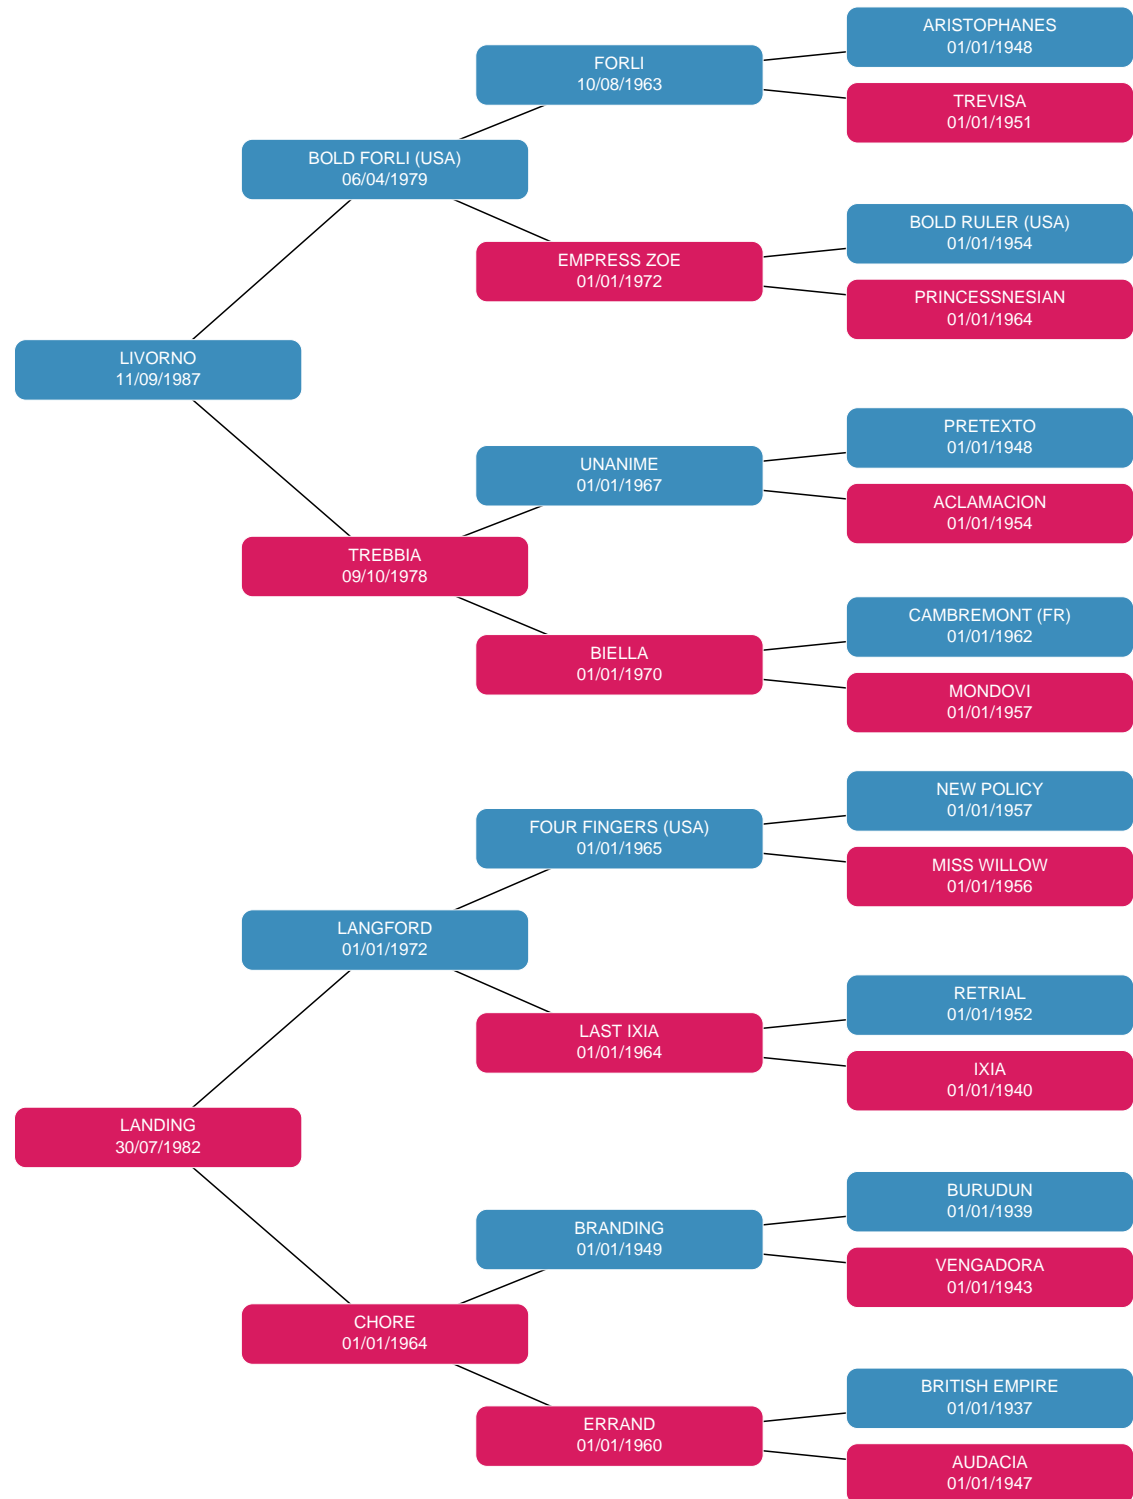 ARISTOPHANES
01/01/1948
FORLI
10/08/1963
TREVISA
01/01/1951
BOLD FORLI (USA)
06/04/1979
BOLD RULER (USA)
01/01/1954
EMPRESS ZOE
01/01/1972
PRINCESSNESIAN
01/01/1964
LIVORNO
11/09/1987
PRETEXTO
01/01/1948
UNANIME
01/01/1967
ACLAMACION
01/01/1954
TREBBIA
09/10/1978
CAMBREMONT (FR)
01/01/1962
BIELLA
01/01/1970
MONDOVI
01/01/1957
NEW POLICY
01/01/1957
FOUR FINGERS (USA)
01/01/1965
MISS WILLOW
01/01/1956
LANGFORD
01/01/1972
RETRIAL
01/01/1952
LAST IXIA
01/01/1964
IXIA
01/01/1940
LANDING
30/07/1982
BURUDUN
01/01/1939
BRANDING
01/01/1949
VENGADORA
01/01/1943
CHORE
01/01/1964
BRITISH EMPIRE
01/01/1937
ERRAND
01/01/1960
AUDACIA
01/01/1947